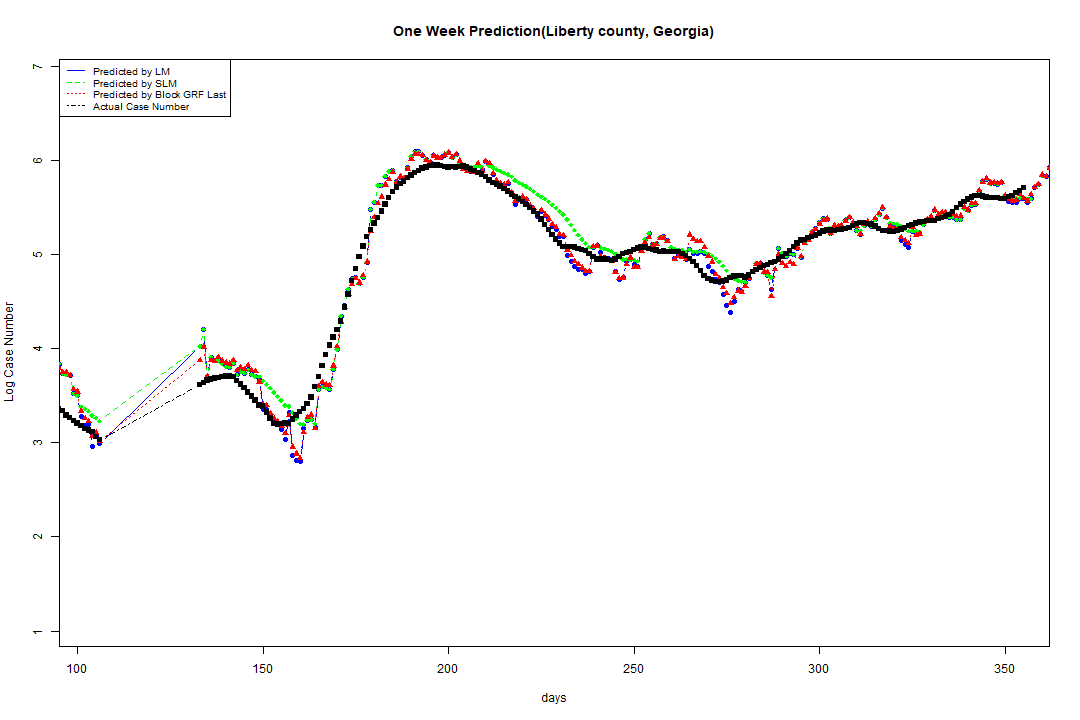 One Week Prediction(Liberty county, Georgia)
Predicted by LM
Predicted by SLM
Predicted by Block GRF Last
Actual Case Number
7
6
5
4
3
2
1
Log Case Number
100 150 200 250 300 350
days